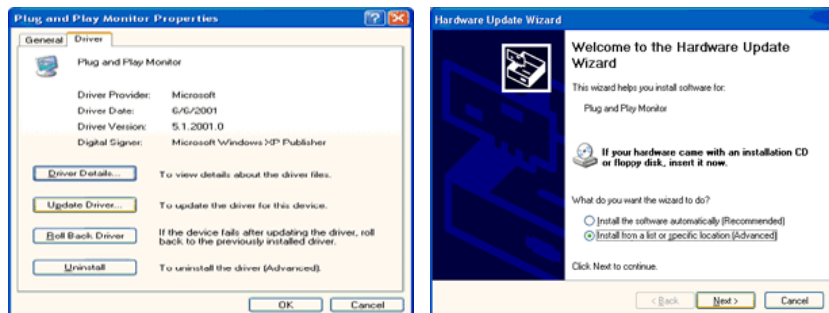 Plug and Play Monitor Properties
General Driver
Plug and Play Monitor
Driver Provider: Microsoft
Driver Date: 6/6/2001
Driver Version: 5.1.2001.0
Digital Signer: Microsoft Windows XP Publisher
Driver Details... To view details about the driver files.
Update Driver... To update the driver for this device.
Roll Back Driver If the device fails after updating the driver, roll
back to the previously installed driver.
Uninstall To uninstall the driver (Advanced).
OK Cancel
Hardware Update Wizard
Welcome to the Hardware Update
Wizard
This wizard helps you install software for:
Plug and Play Monitor
If your hardware came with an installation CD
or floppy disk, insert it now.
What do you want the wizard to do?
Install the software automatically (Recommended)
Install from a list or specific location (Advanced)
Click Next to continue.
< Back Next > Cancel